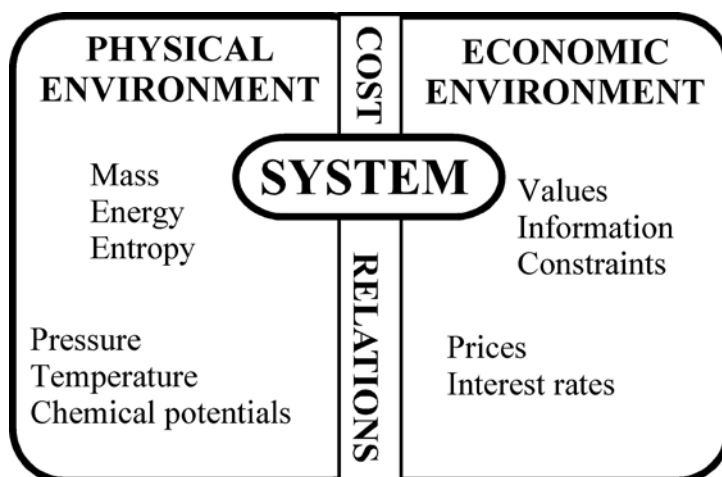 PHYSICAL
ENVIRONMENT
Mass
Energy
Entropy
Pressure
Temperature
Chemical potentials
COST
SYSTEM
RELATIONS
ECONOMIC
ENVIRONMENT
Values
Information
Constraints
Prices
Interest rates